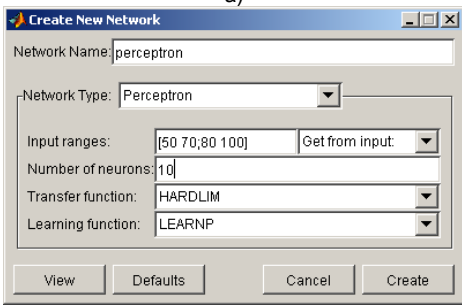 a)
Create New Network
Network Name: perceptron
Network Type: Perceptron
Input ranges: [50 70;80 100] Get from input:
Number of neurons: 10
Transfer function: HARDLIM
Learning function: LEARNP
View Defaults Cancel Create